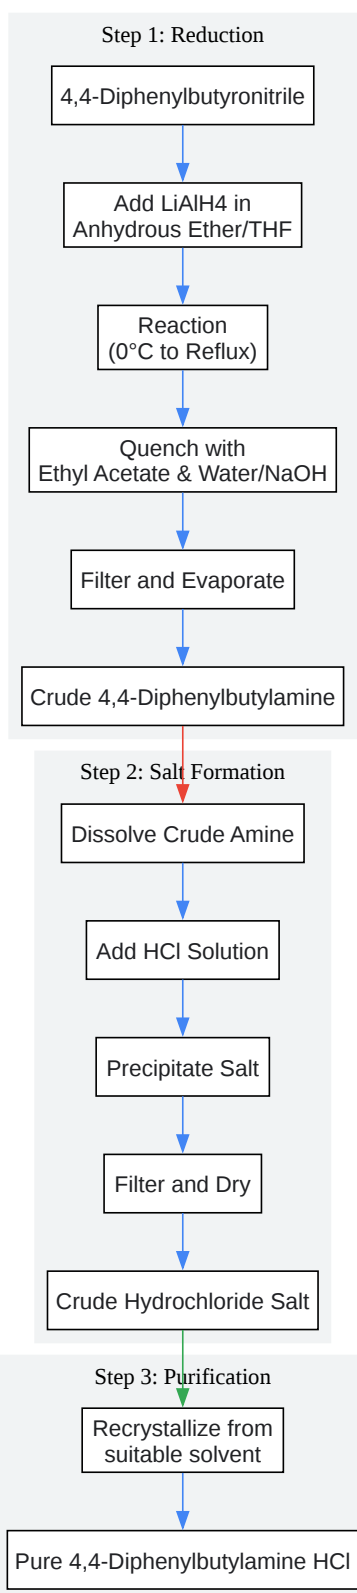 Step 1: Reduction
4,4-Diphenylbutyronitrile
Add LiAlH4 in
Anhydrous Ether/THF
Reaction
(0°C to Reflux)
Quench with
Ethyl Acetate & Water/NaOH
Filter and Evaporate
Crude 4,4-Diphenylbutylamine
Step 2: Salt Formation
Dissolve Crude Amine
Add HCl Solution
Precipitate Salt
Filter and Dry
Crude Hydrochloride Salt
Step 3: Purification
Recrystallize from
suitable solvent
Pure 4,4-Diphenylbutylamine HCl